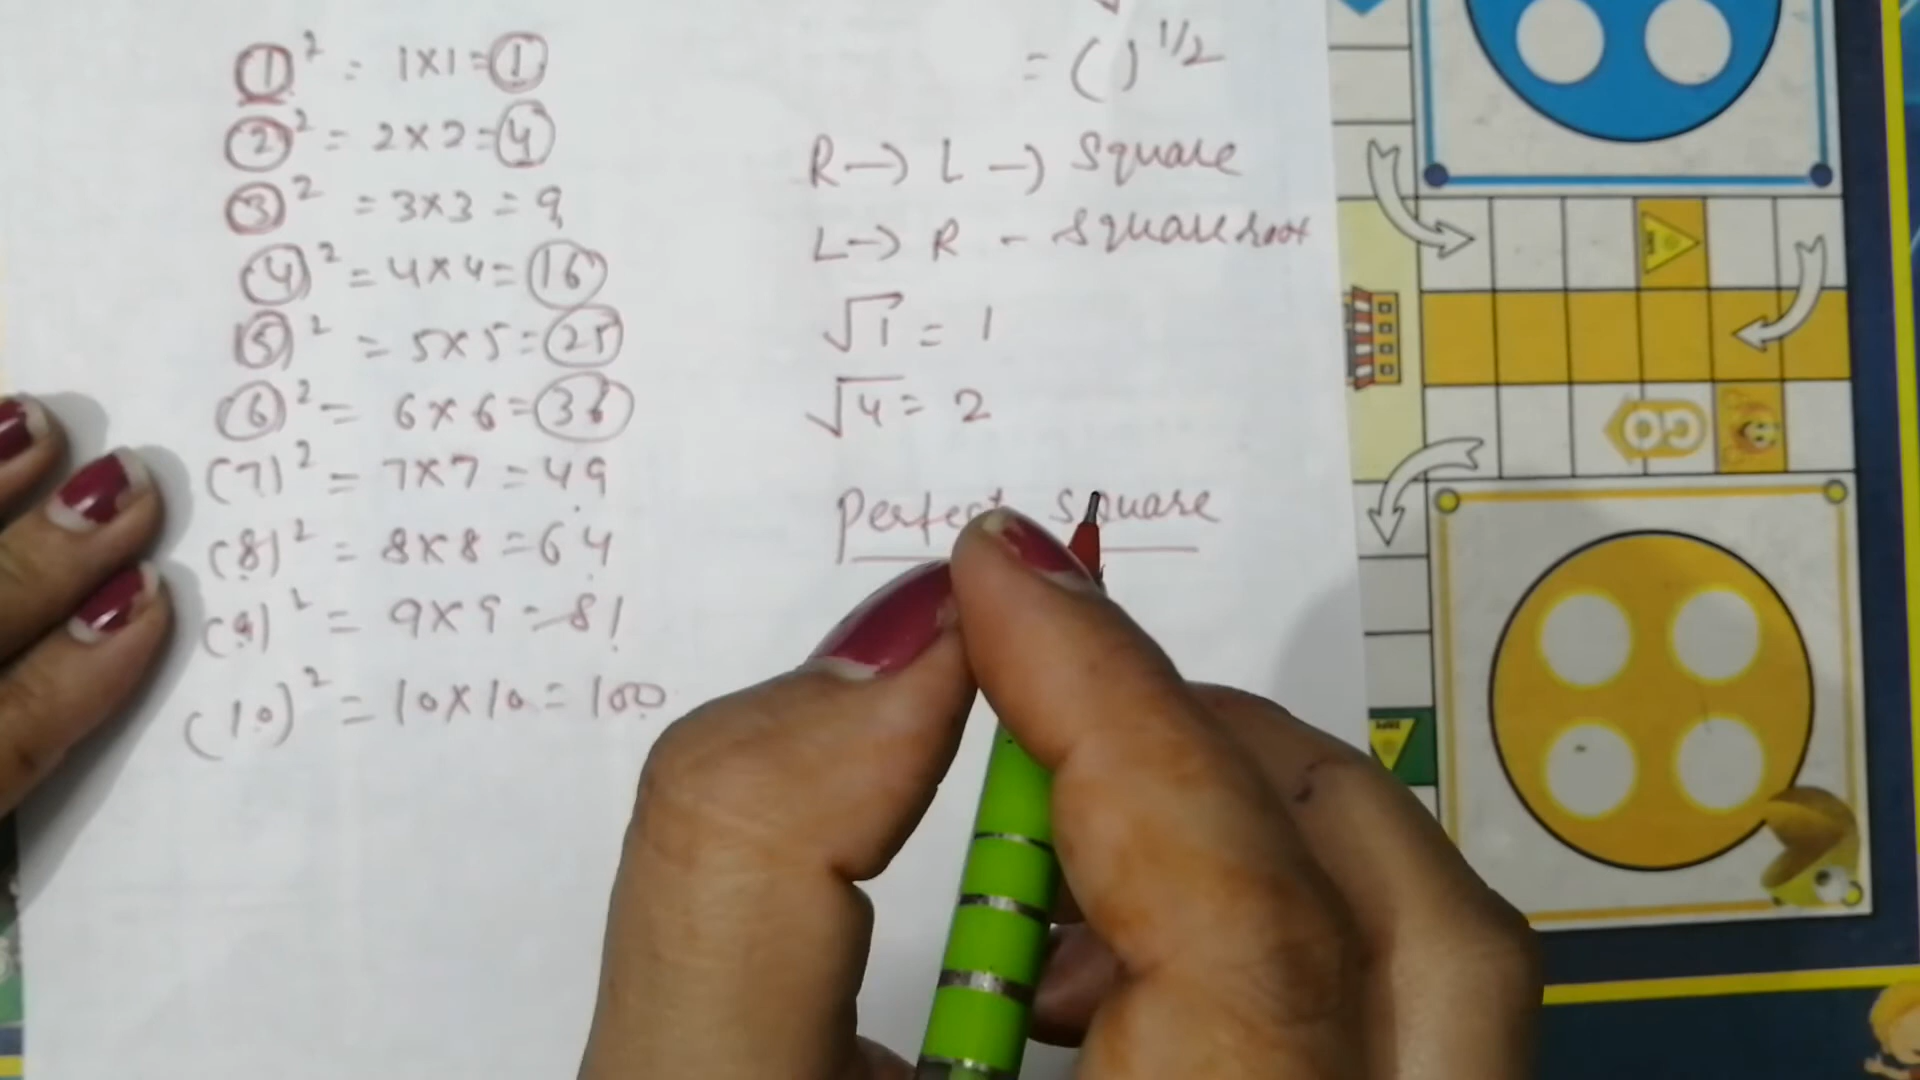 (1)² = 1×1=1
(2)² = 2×2=4
(3)² = 3×3=9
(4)² = 4×4=16
(5)² = 5×5=25
(6)² = 6×6=36
(7)² = 7×7=49
(8)² = 8×8=64
(9)² = 9×9=81
(10)² = 10×10=100
= ( )^1/2
R→ L → Square
L→ R - Squareroot
√1 = 1
√4 = 2
Perfect Square
GO